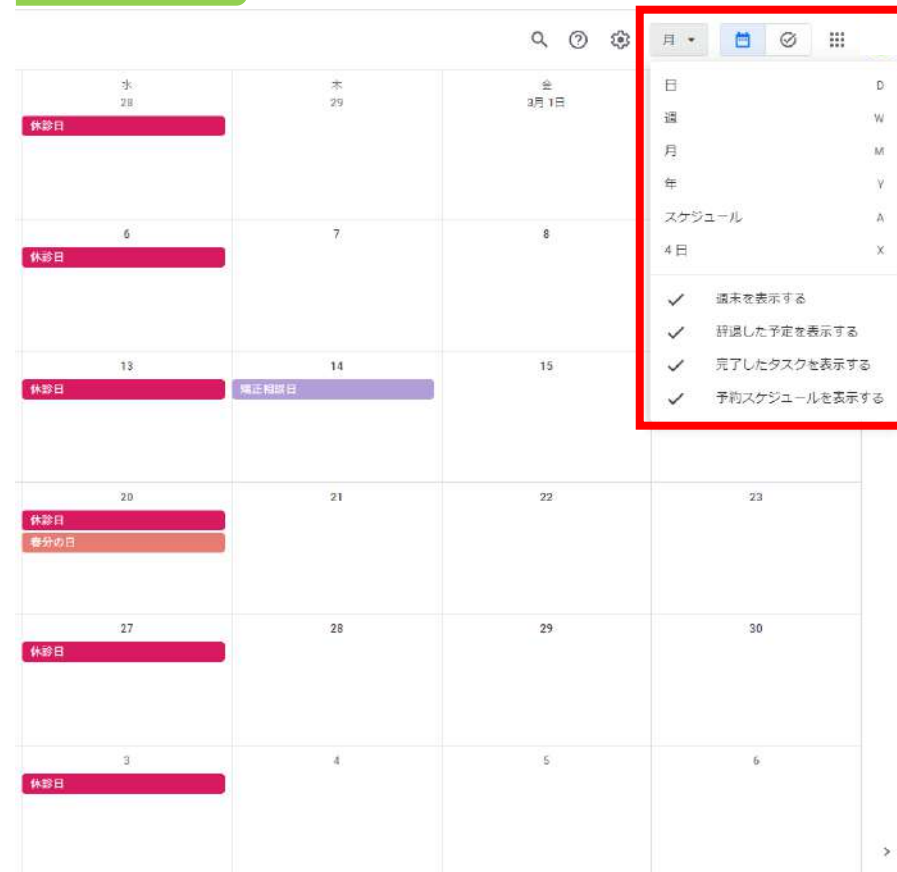 月
水 木 金
28 29 3月 1日
休診日
日 D
週 W
月 M
年 Y
スケジュール A
4日 X
週末を表示する
辞退した予定を表示する
完了したタスクを表示する
予約スケジュールを表示する
6 7 8
休診日
13 14 15
休診日 矯正相談日
20 21 22 23
休診日
春分の日
27 28 29 30
休診日
3 4 5 6
休診日